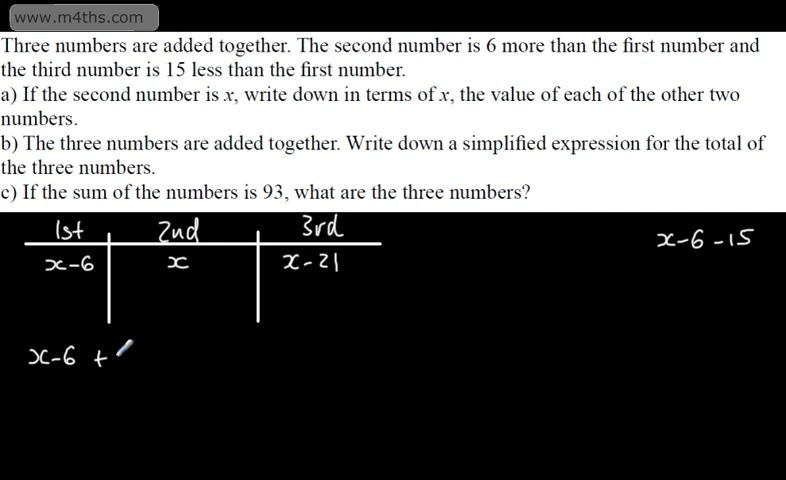 www.m4ths.com
Three numbers are added together. The second number is 6 more than the first number and
the third number is 15 less than the first number.
a) If the second number is x, write down in terms of x, the value of each of the other two
numbers.
b) The three numbers are added together. Write down a simplified expression for the total of
the three numbers.
c) If the sum of the numbers is 93, what are the three numbers?
1st 2nd 3rd
x-6 x x-21
x-6-15
x-6 +